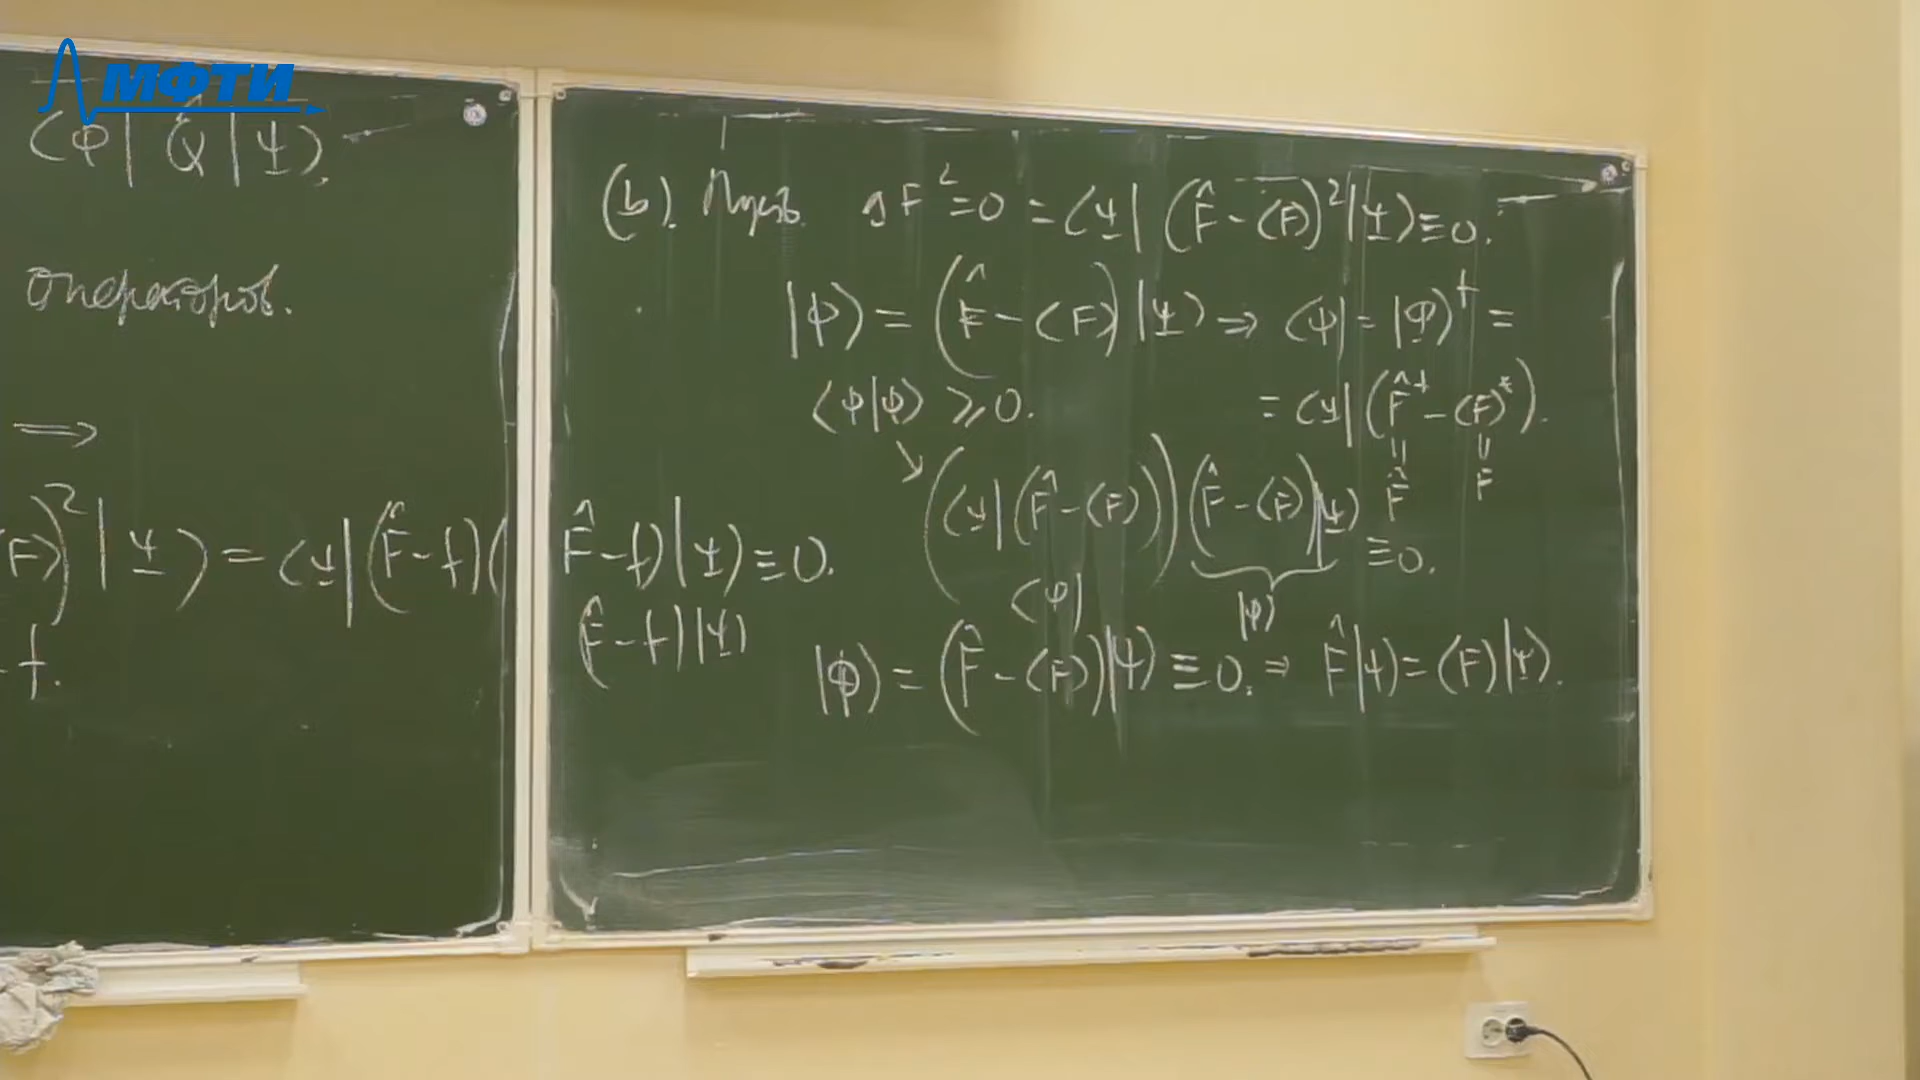 МФТИ
⟨Φ| Q̂ |Ψ⟩,
операторов.
⟹
F⟩)² |Ψ⟩ = ⟨Ψ| (F̂ - f)(F̂ - f)|Ψ⟩ ≡ 0.
(F̂ - f)|Ψ⟩
- f.
(b). Пусть ΔF² = 0 = ⟨Ψ| (F̂ - ⟨F⟩)² |Ψ⟩ ≡ 0.
|Φ⟩ = (F̂ - ⟨F⟩) |Ψ⟩ ⇒ ⟨Φ| = |Φ⟩† =
⟨Φ|Φ⟩ ≥ 0. = ⟨Ψ| (F̂† - ⟨F⟩*).
|| ||
F̂ F
↘ (⟨Ψ| (F̂ - ⟨F⟩)) (F̂ - ⟨F⟩)|Ψ⟩ ≡ 0.
⟨Φ| |Φ⟩
|Φ⟩ = (F̂ - ⟨F⟩)|Ψ⟩ ≡ 0. ⇒ F̂|Ψ⟩ = ⟨F⟩|Ψ⟩.